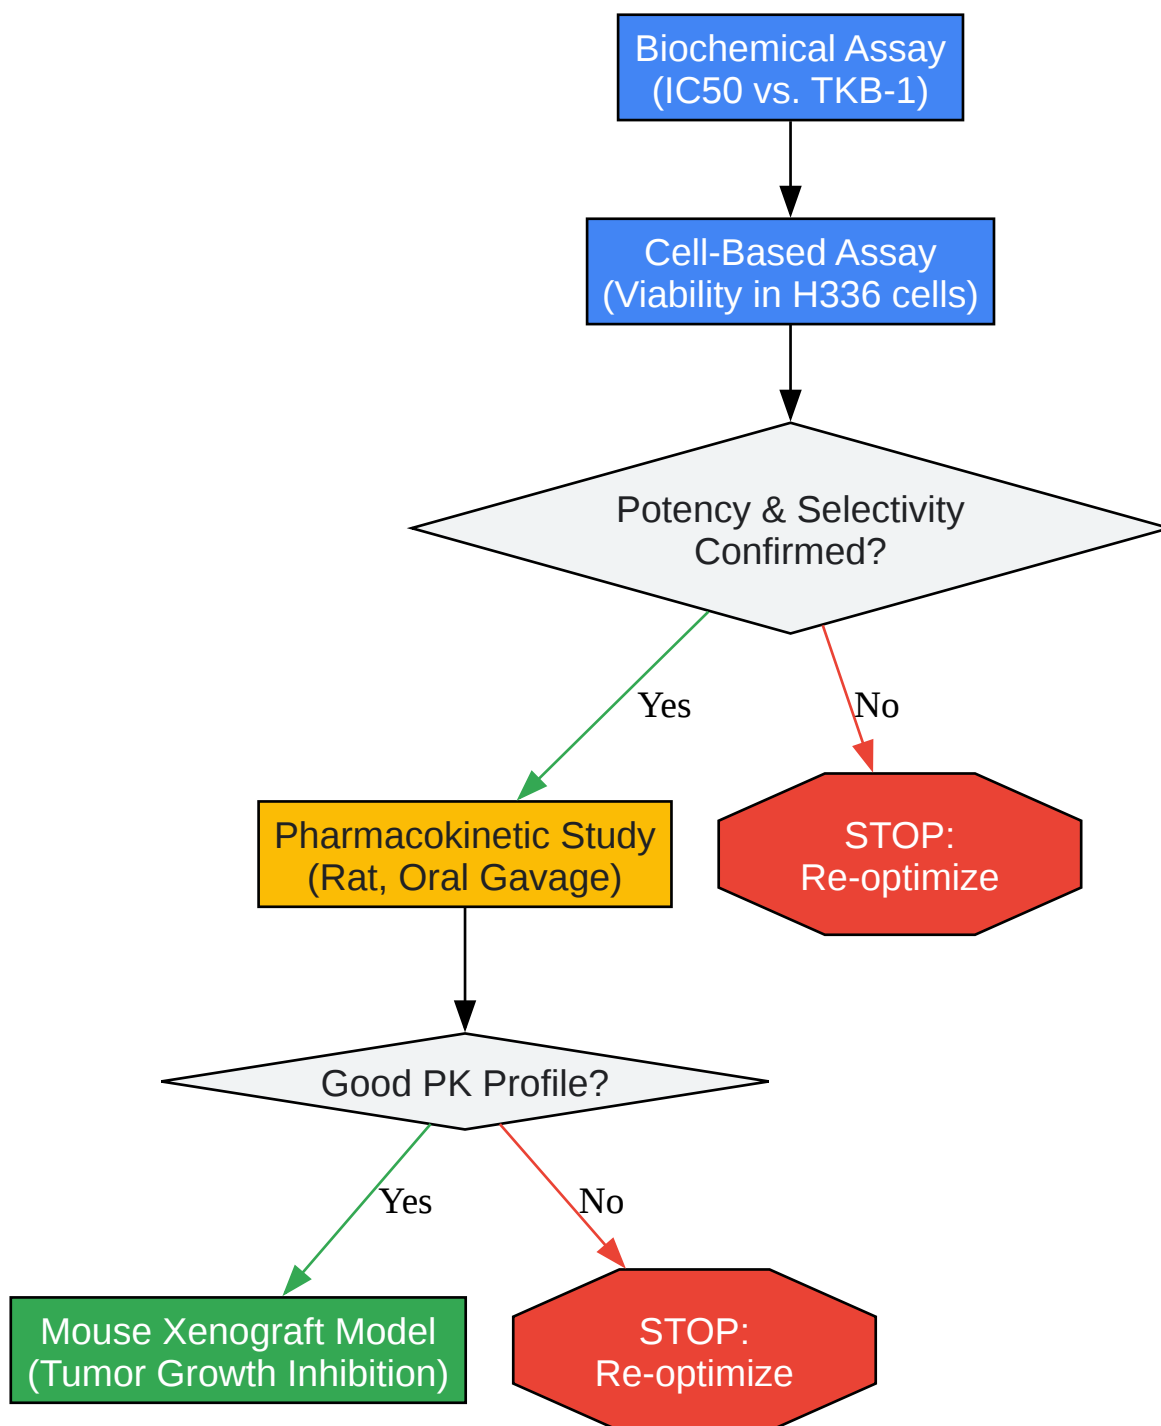 Biochemical Assay
(IC50 vs. TKB-1)
Cell-Based Assay
(Viability in H336 cells)
Potency & Selectivity
Confirmed?
Yes
No
Pharmacokinetic Study
(Rat, Oral Gavage)
STOP:
Re-optimize
Good PK Profile?
Yes
No
Mouse Xenograft Model
(Tumor Growth Inhibition)
STOP:
Re-optimize